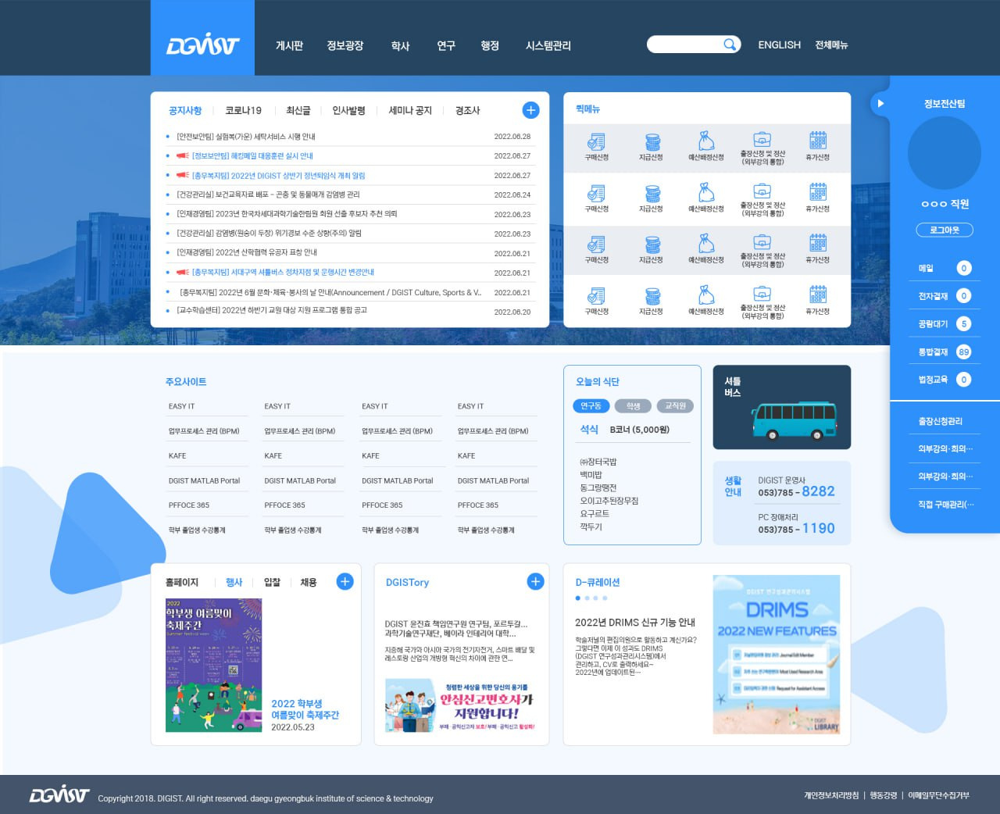 DGIST
게시판 정보광장 학사 연구 행정 시스템관리
ENGLISH 전체메뉴
공지사항 코로나19 최신글 인사발령 세미나 공지 경조사
[안전보안팀] 실험복(가운) 세탁서비스 시행 안내 2022.06.28
[정보보안팀] 해킹메일 대응훈련 실시 안내 2022.06.27
[총무복지팀] 2022년 DIGIST 상반기 정년퇴임식 개최 알림 2022.06.27
[건강관리실] 보건교육자료 배포 - 곤충 및 동물매개 감염병 관리 2022.06.24
[인재경영팀] 2023년 한국차세대과학기술한림원 회원 선출 후보자 추천 의뢰 2022.06.23
[건강관리실] 감염병(원숭이 두창) 위기경보 수준 상향(주의) 알림 2022.06.23
[인재경영팀] 2022년 산학협력 유공자 표창 안내 2022.06.21
[총무복지팀] 서대구역 셔틀버스 정차지점 및 운행시간 변경안내 2022.06.21
[총무복지팀] 2022년 6월 문화·체육·봉사의 날 안내(Announcement / DGIST Culture, Sports & V.. 2022.06.21
[교수학습센터] 2022년 하반기 교원 대상 지원 프로그램 통합 공고 2022.06.20
퀵메뉴
구매신청 지급신청 예산배정신청 출장신청 및 정산 (외부강의 통합) 휴가신청
구매신청 지급신청 예산배정신청 출장신청 및 정산 (외부강의 통합) 휴가신청
구매신청 지급신청 예산배정신청 출장신청 및 정산 (외부강의 통합) 휴가신청
구매신청 지급신청 예산배정신청 출장신청 및 정산 (외부강의 통합) 휴가신청
정보전산팀
ㅇㅇㅇ 직원
로그아웃
메일 0
전자결재 0
공람대기 5
통합결재 89
법정교육 0
출장신청관리
외부강의·회의…
외부강의·회의…
직접 구매관리(…
주요사이트
EASY IT EASY IT EASY IT EASY IT
업무프로세스 관리 (BPM) 업무프로세스 관리 (BPM) 업무프로세스 관리 (BPM) 업무프로세스 관리 (BPM)
KAFE KAFE KAFE KAFE
DGIST MATLAB Portal DGIST MATLAB Portal DGIST MATLAB Portal DGIST MATLAB Portal
PFFOCE 365 PFFOCE 365 PFFOCE 365 PFFOCE 365
학부 졸업생 수강통계 학부 졸업생 수강통계 학부 졸업생 수강통계 학부 졸업생 수강통계
오늘의 식단
연구동 학생 교직원
석식 B코너 (5,000원)
㈜장터국밥
백미밥
동그랑땡전
오이고추된장무침
요구르트
깍두기
셔틀
버스
생활
안내
DIGIST 운영사
053)785 - 8282
PC 장애처리
053)785 - 1190
홈페이지 행사 입찰 채용
2022
학부생 여름맞이
축제주간
Summer festival week
2022 학부생
여름맞이 축제주간
2022.05.23
DGISTory
DGIST 윤진효 책임연구원 연구팀, 포르투갈...
과학기술연구재단, 베이라 인테리어 대학...
지중해 국가와 아시아 국가의 전기자전거, 스마트 배달 및
레스토랑 산업의 개방형 혁신의 차이에 관한 연...
청렴한 세상을 위한 당신의 용기를
안심신고변호사가
지원합니다!
부패·공익신고자 보호! 부패·공익신고 활성화!
D-큐레이션
2022년 DRIMS 신규 기능 안내
학술저널의 편집의원으로 활동하고 계신가요?
그렇다면 이제 이 성과도 DRIMS
(DGIST 연구성과관리시스템)에서
관리하고, CV로 출력하세요~
2022년에 업데이트된…
DGIST 연구성과관리시스템
DRIMS
2022 NEW FEATURES
Journal Edit Member
Most Used Research Area
Request for Assistant Access
DGIST
LIBRARY
DGIST
Copyright 2018. DIGIST. All right reserved. daegu gyeongbuk institute of science & technology
개인정보처리방침 | 행동강령 | 이메일무단수집거부